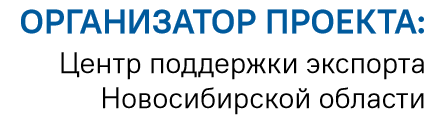 ОРГАНИЗАТОР ПРОЕКТА:
Центр поддержки экспорта
Новосибирской области